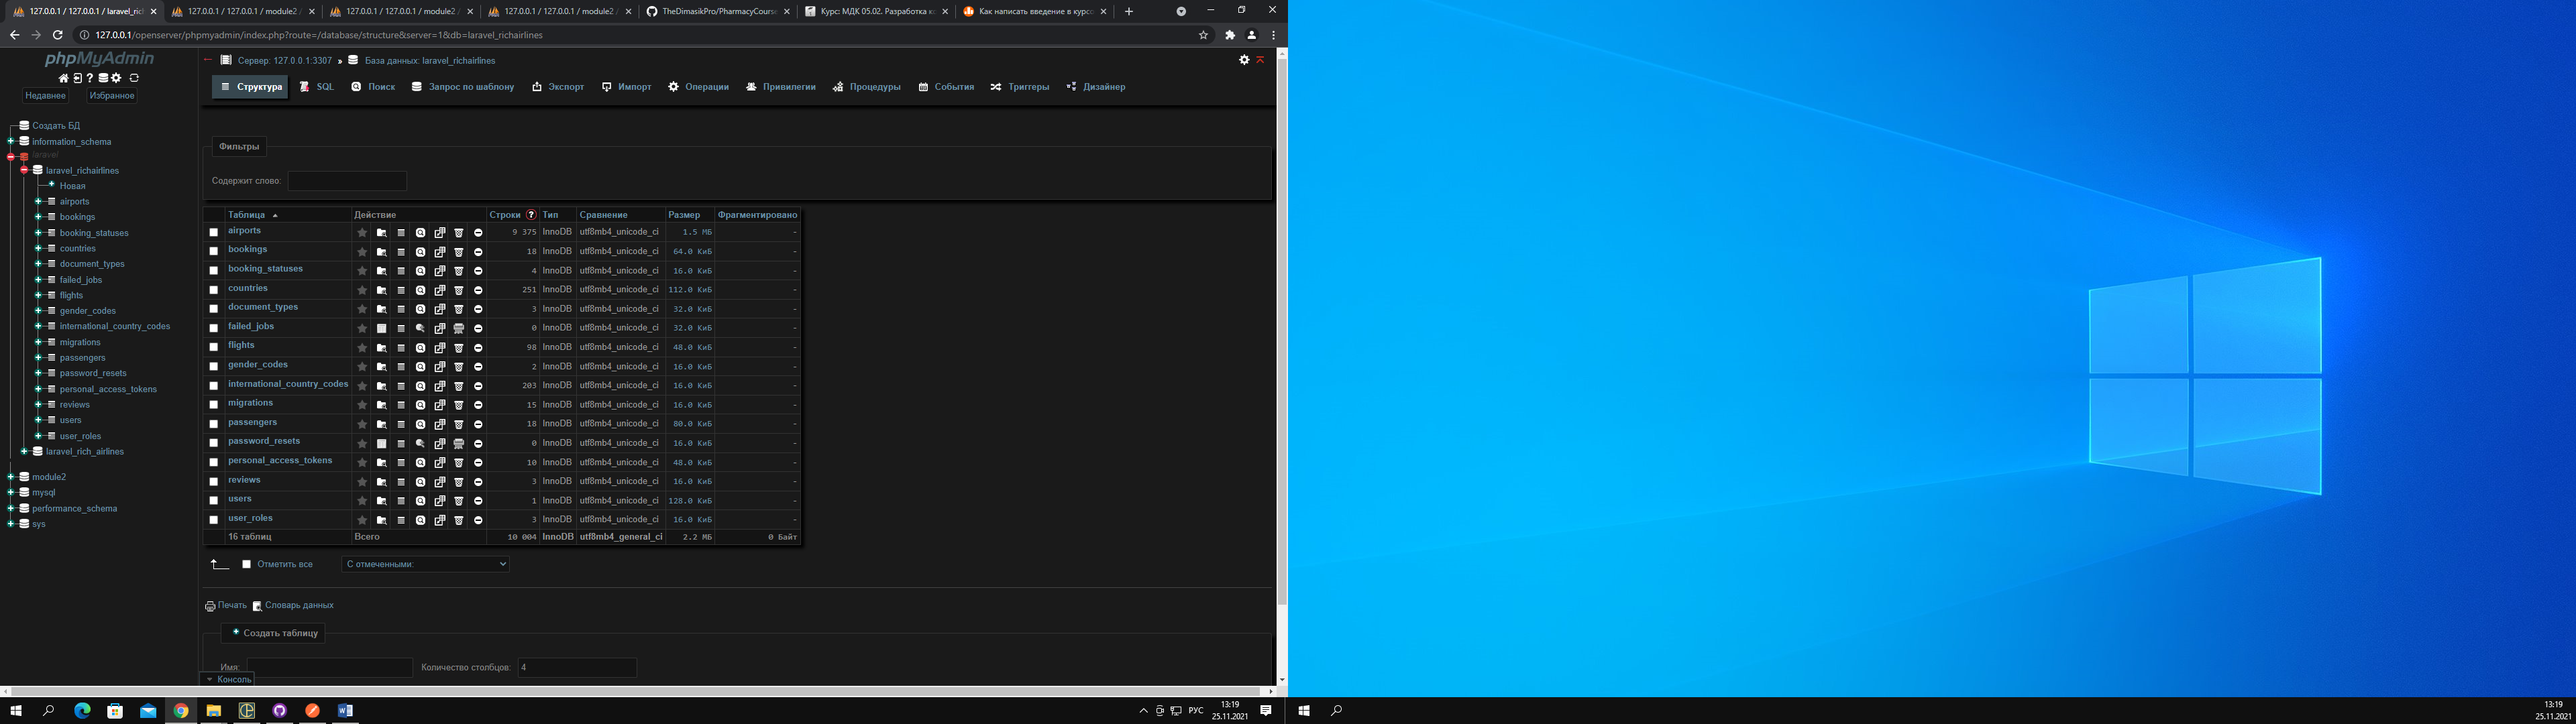 127.0.0.1 / 127.0.0.1 / laravel_rich
127.0.0.1 / 127.0.0.1 / module2 /
127.0.0.1 / 127.0.0.1 / module2 /
127.0.0.1 / 127.0.0.1 / module2 /
TheDimasikPro/PharmacyCourse
Курс: МДК 05.02. Разработка к
Как написать введение в курсо
127.0.0.1/openserver/phpmyadmin/index.php?route=/database/structure&server=1&db=laravel_richairlines
phpMyAdmin
Недавнее Избранное
Создать БД
information_schema
laravel
laravel_richairlines
Новая
airports
bookings
booking_statuses
countries
document_types
failed_jobs
flights
gender_codes
international_country_codes
migrations
passengers
password_resets
personal_access_tokens
reviews
users
user_roles
laravel_rich_airlines
module2
mysql
performance_schema
sys
Сервер: 127.0.0.1:3307 » База данных: laravel_richairlines
Структура SQL Поиск Запрос по шаблону Экспорт Импорт Операции Привилегии Процедуры События Триггеры Дизайнер
Фильтры
Содержит слово:
Таблица Действие Строки Тип Сравнение Размер Фрагментировано
airports 9 375 InnoDB utf8mb4_unicode_ci 1.5 МБ -
bookings 18 InnoDB utf8mb4_unicode_ci 64.0 КиБ -
booking_statuses 4 InnoDB utf8mb4_unicode_ci 16.0 КиБ -
countries 251 InnoDB utf8mb4_unicode_ci 112.0 КиБ -
document_types 3 InnoDB utf8mb4_unicode_ci 32.0 КиБ -
failed_jobs 0 InnoDB utf8mb4_unicode_ci 32.0 КиБ -
flights 98 InnoDB utf8mb4_unicode_ci 48.0 КиБ -
gender_codes 2 InnoDB utf8mb4_unicode_ci 16.0 КиБ -
international_country_codes 203 InnoDB utf8mb4_unicode_ci 16.0 КиБ -
migrations 15 InnoDB utf8mb4_unicode_ci 16.0 КиБ -
passengers 18 InnoDB utf8mb4_unicode_ci 80.0 КиБ -
password_resets 0 InnoDB utf8mb4_unicode_ci 16.0 КиБ -
personal_access_tokens 10 InnoDB utf8mb4_unicode_ci 48.0 КиБ -
reviews 3 InnoDB utf8mb4_unicode_ci 16.0 КиБ -
users 1 InnoDB utf8mb4_unicode_ci 128.0 КиБ -
user_roles 3 InnoDB utf8mb4_unicode_ci 16.0 КиБ -
16 таблиц Всего 10 004 InnoDB utf8mb4_general_ci 2.2 МБ 0 Байт
Отметить все С отмеченными:
Печать Словарь данных
Создать таблицу
Имя: Количество столбцов: 4
Консоль
РУС
13:19
25.11.2021
13:19
25.11.2021